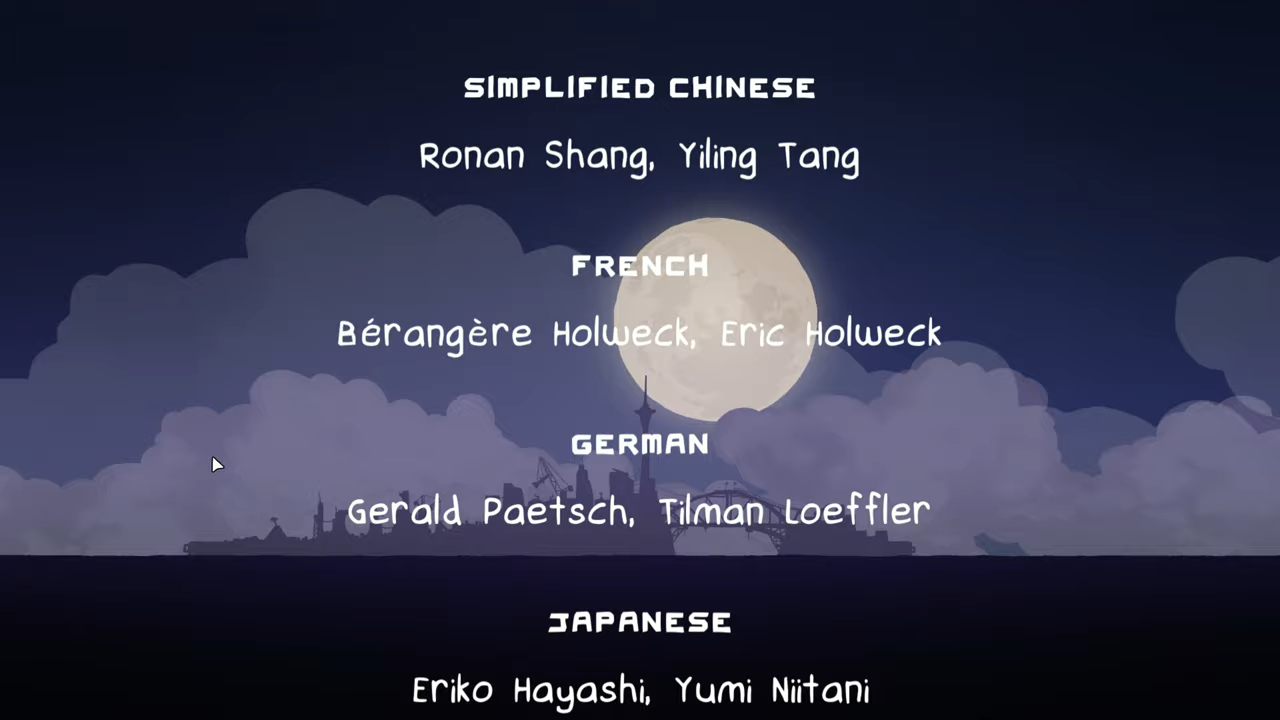 SIMPLIFIED CHINESE
Ronan Shang, Yiling Tang
FRENCH
Bérangère Holweck, Eric Holweck
GERMAN
Gerald Paetsch, Tilman Loeffler
JAPANESE
Eriko Hayashi, Yumi Niitani